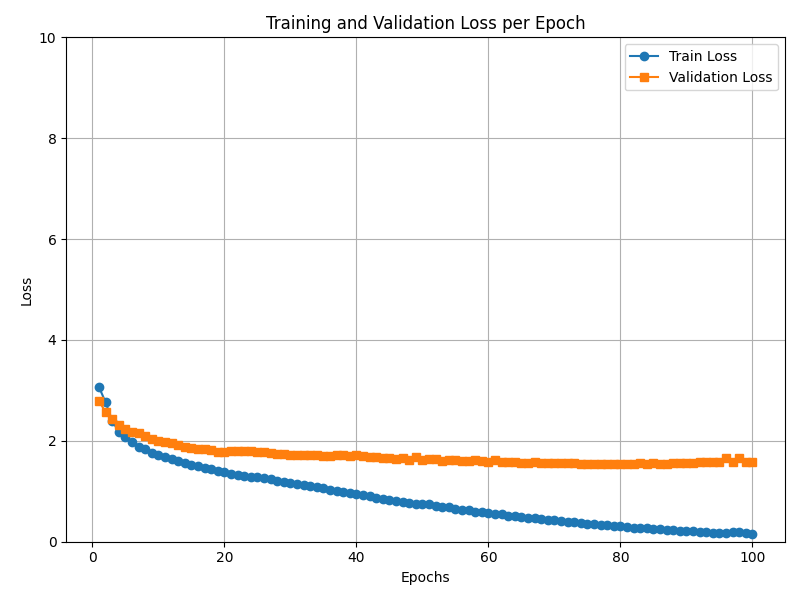 Training and Validation Loss per Epoch
Train Loss
Validation Loss
10
8
6
4
2
0
Loss
0 20 40 60 80 100
Epochs